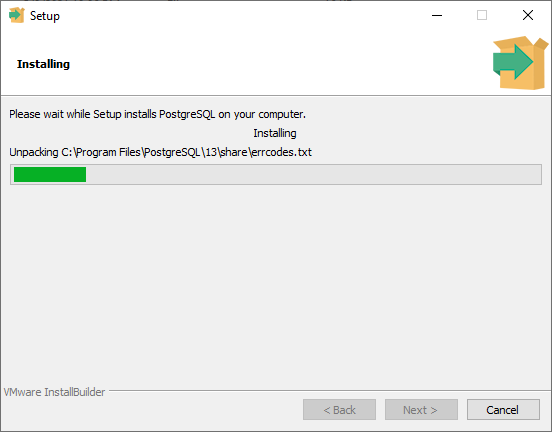 Setup
Installing
Please wait while Setup installs PostgreSQL on your computer.
Installing
Unpacking C:\Program Files\PostgreSQL\13\share\errcodes.txt
VMware InstallBuilder
< Back
Next >
Cancel